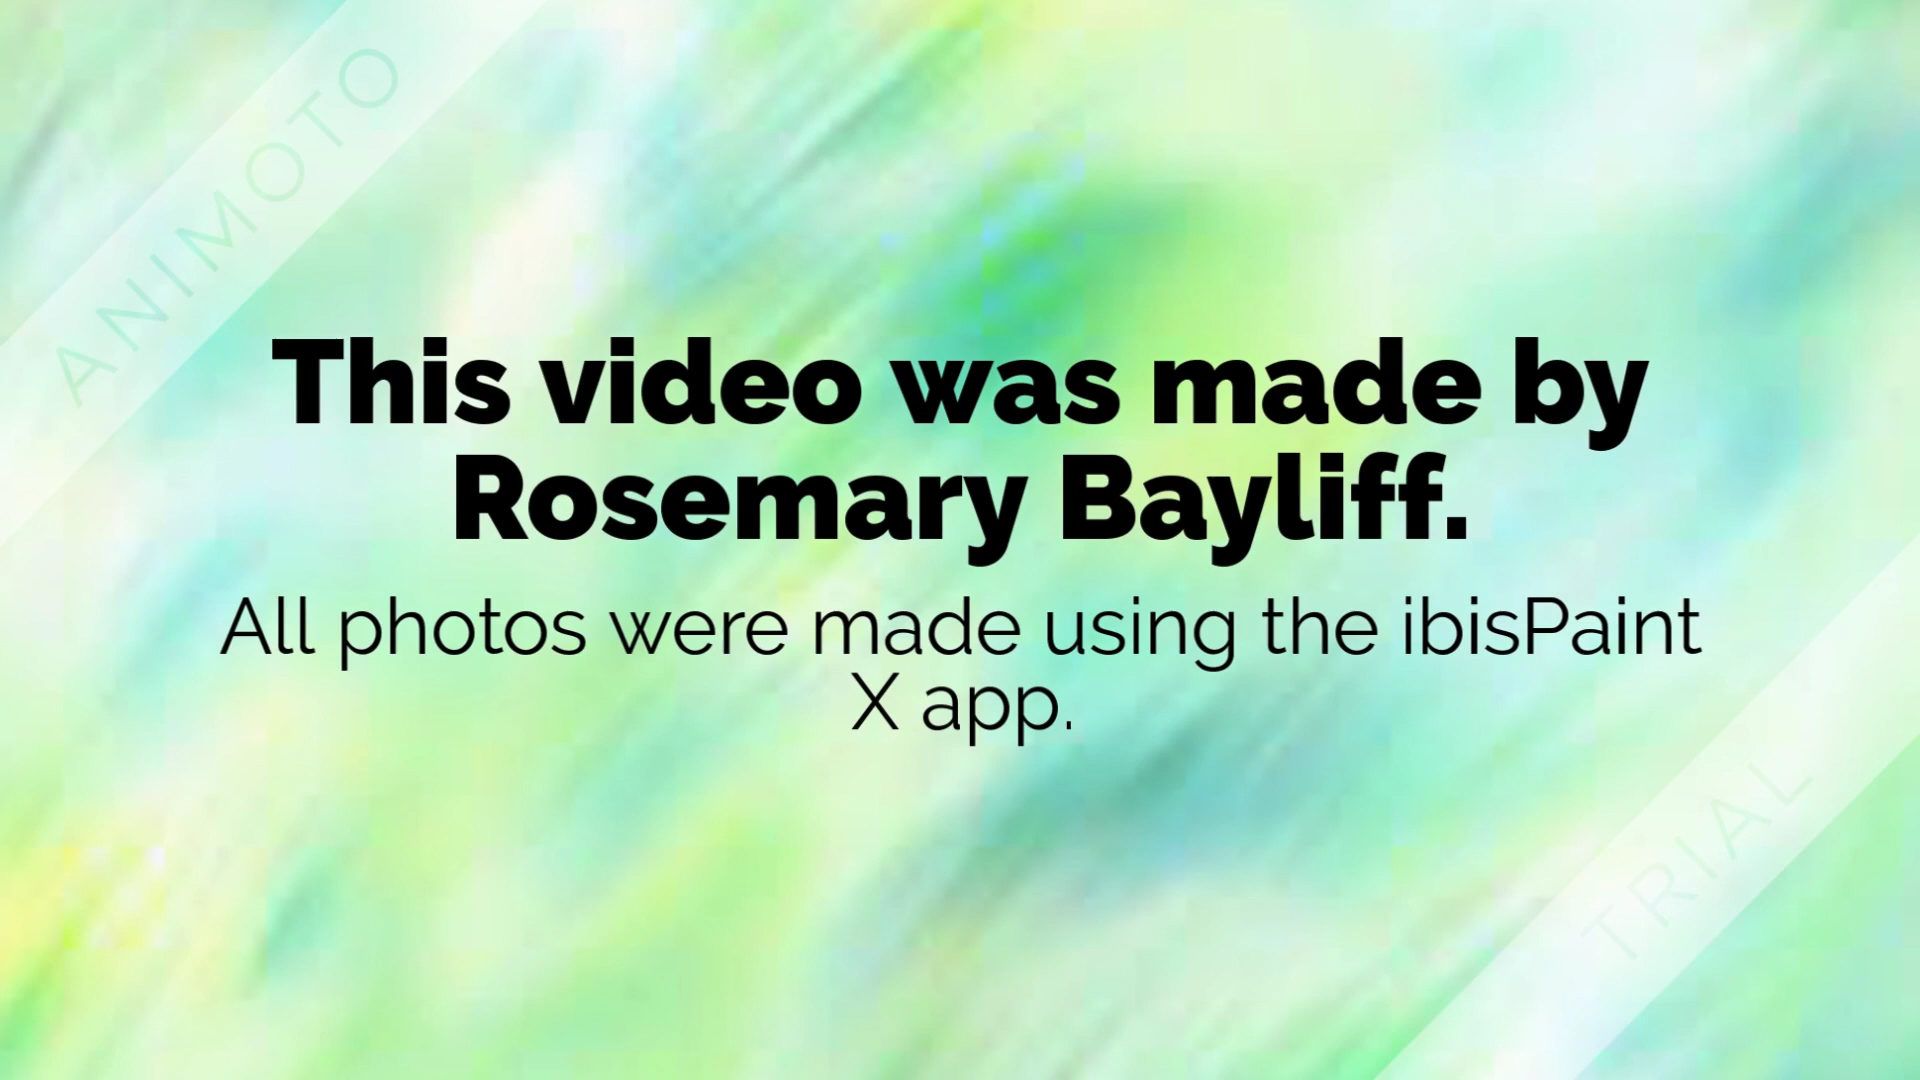 ANIMOTO
This video was made by
Rosemary Bayliff.
All photos were made using the ibisPaint
X app.
TRIAL